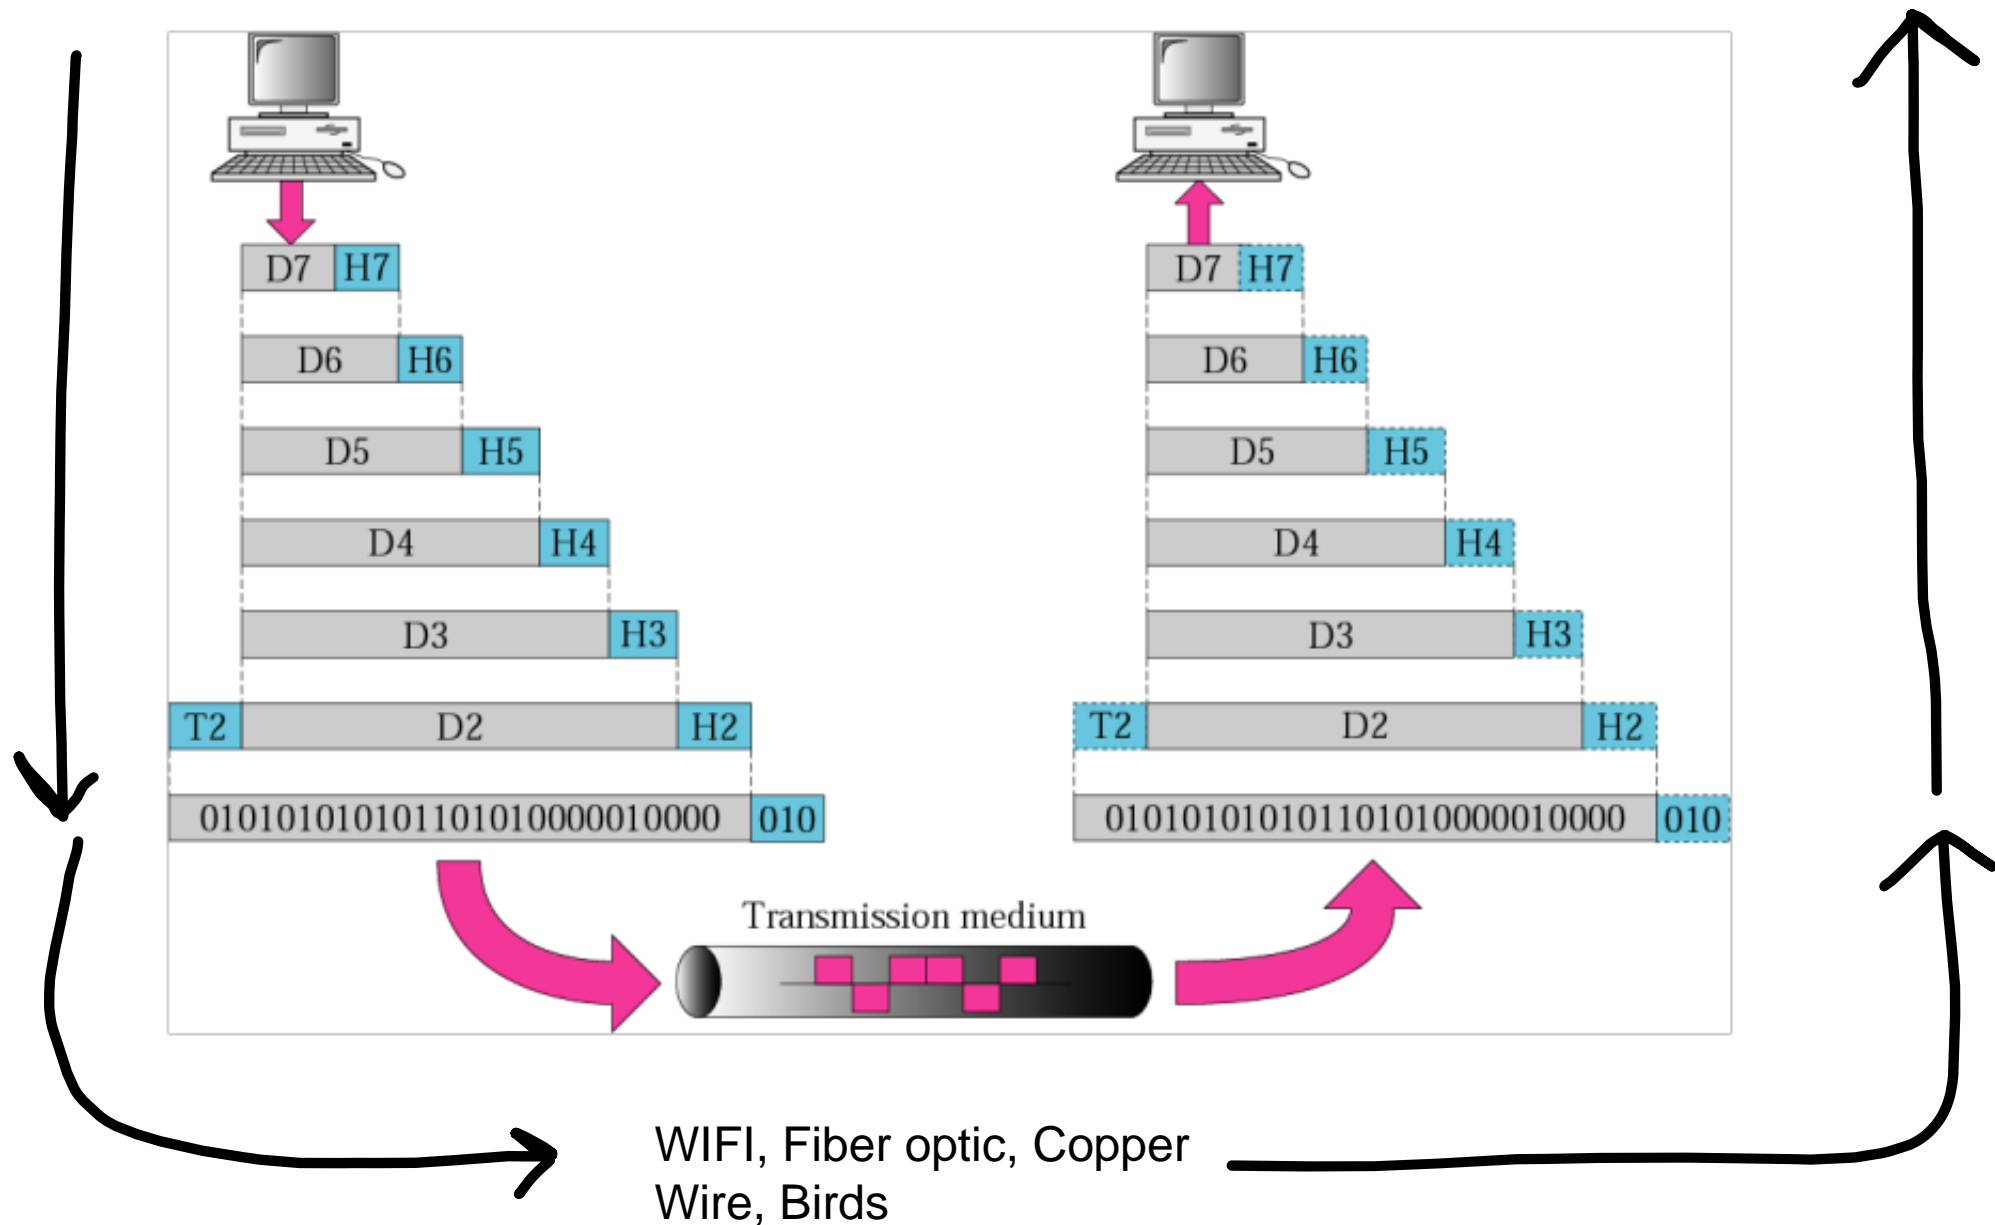 D7 H7
D7 H7
D6 H6
D6 H6
D5 H5
D5 H5
D4 H4
D4 H4
D3 H3
D3 H3
T2 D2 H2
T2 D2 H2
010101010101101010000010000 010
010101010101101010000010000 010
Transmission medium
WIFI, Fiber optic, Copper
Wire, Birds